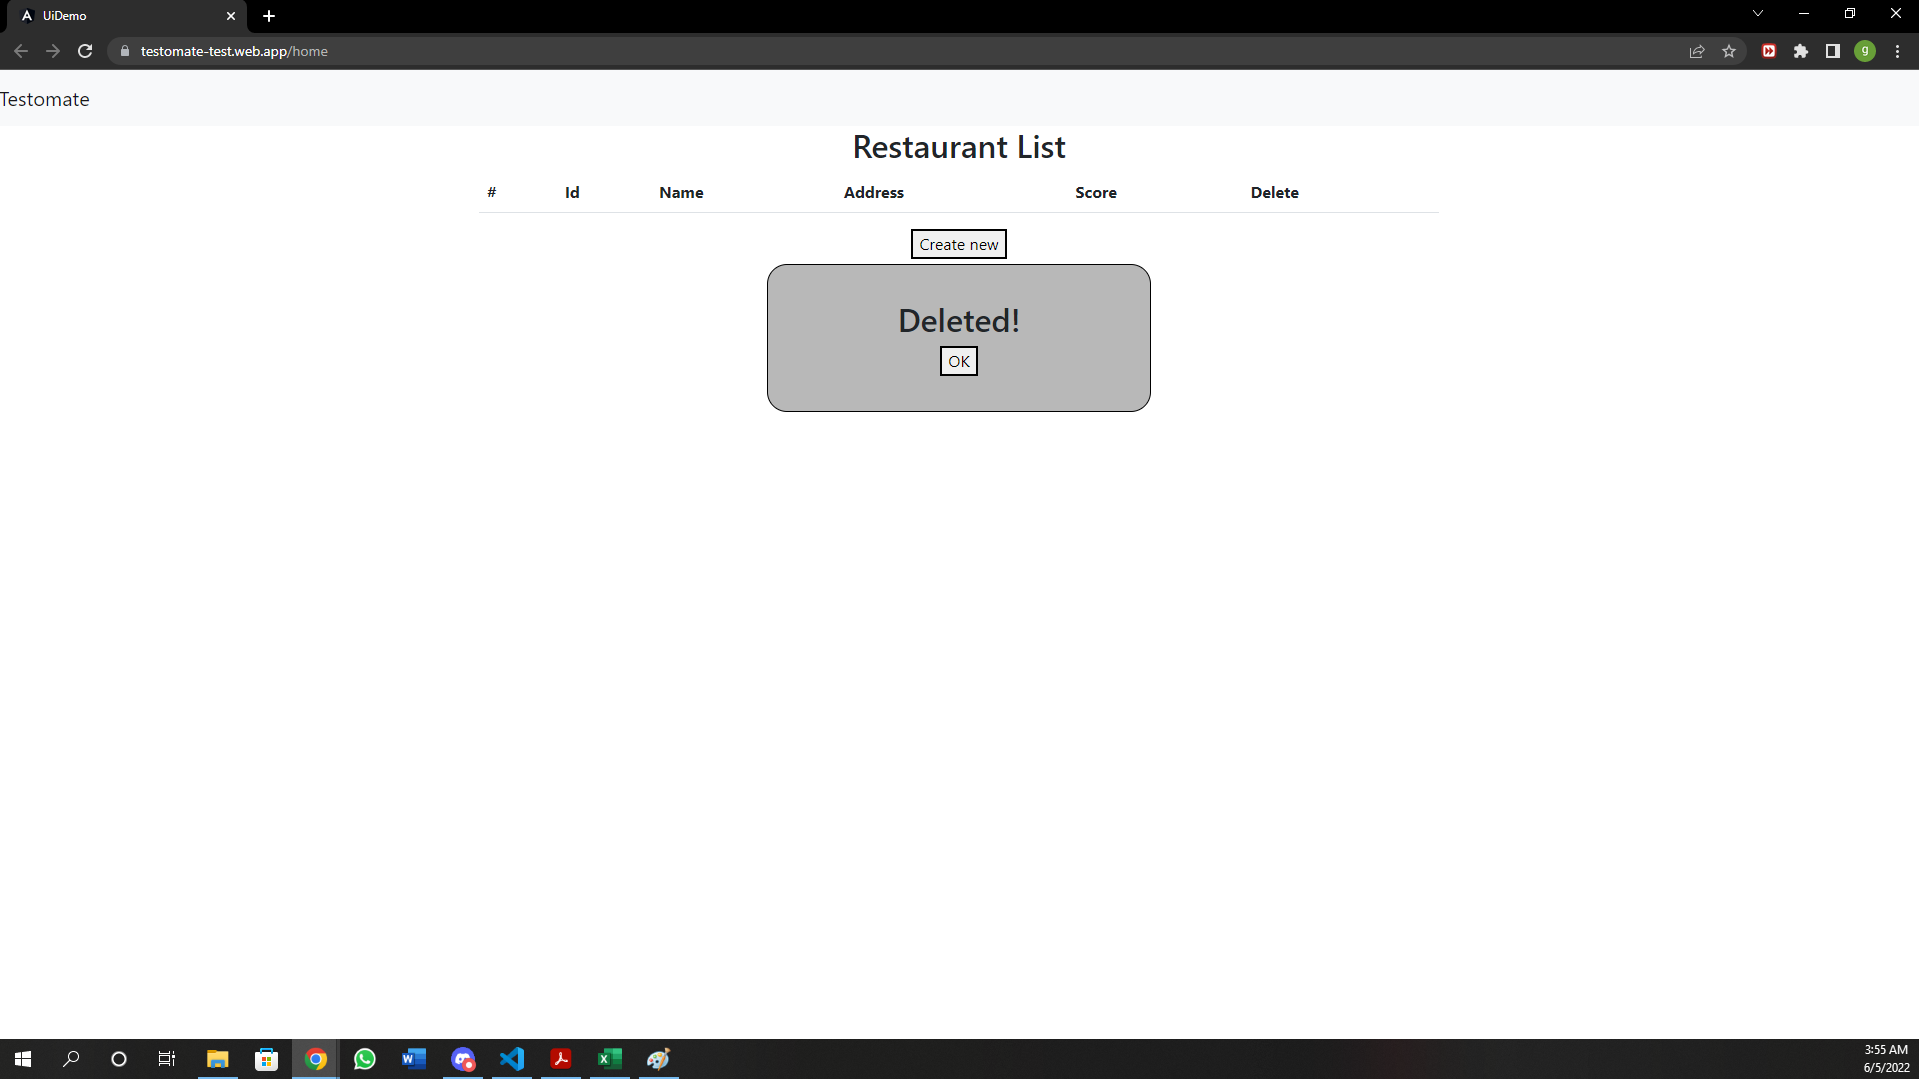 UiDemo
testomate-test.web.app/home
g
Testomate
Restaurant List
# Id Name Address Score Delete
Create new
Deleted!
OK
3:55 AM
6/5/2022